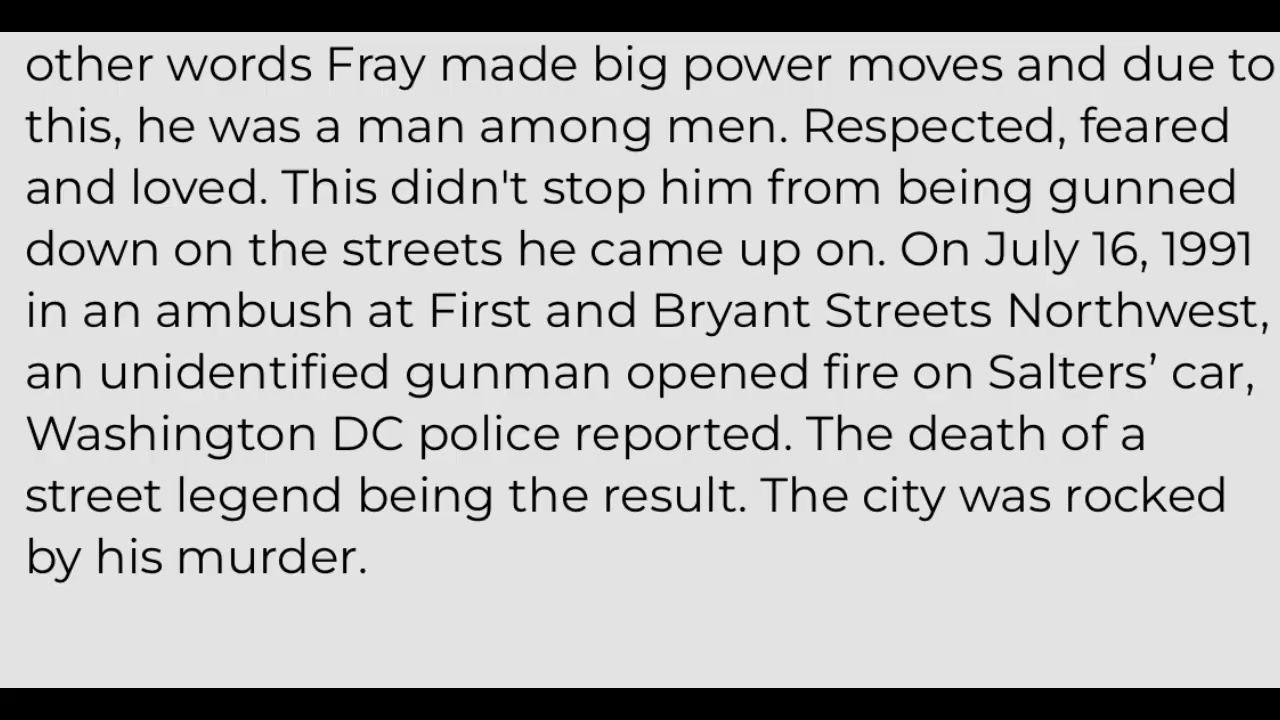 other words Fray made big power moves and due to
this, he was a man among men. Respected, feared
and loved. This didn't stop him from being gunned
down on the streets he came up on. On July 16, 1991
in an ambush at First and Bryant Streets Northwest,
an unidentified gunman opened fire on Salters’ car,
Washington DC police reported. The death of a
street legend being the result. The city was rocked
by his murder.